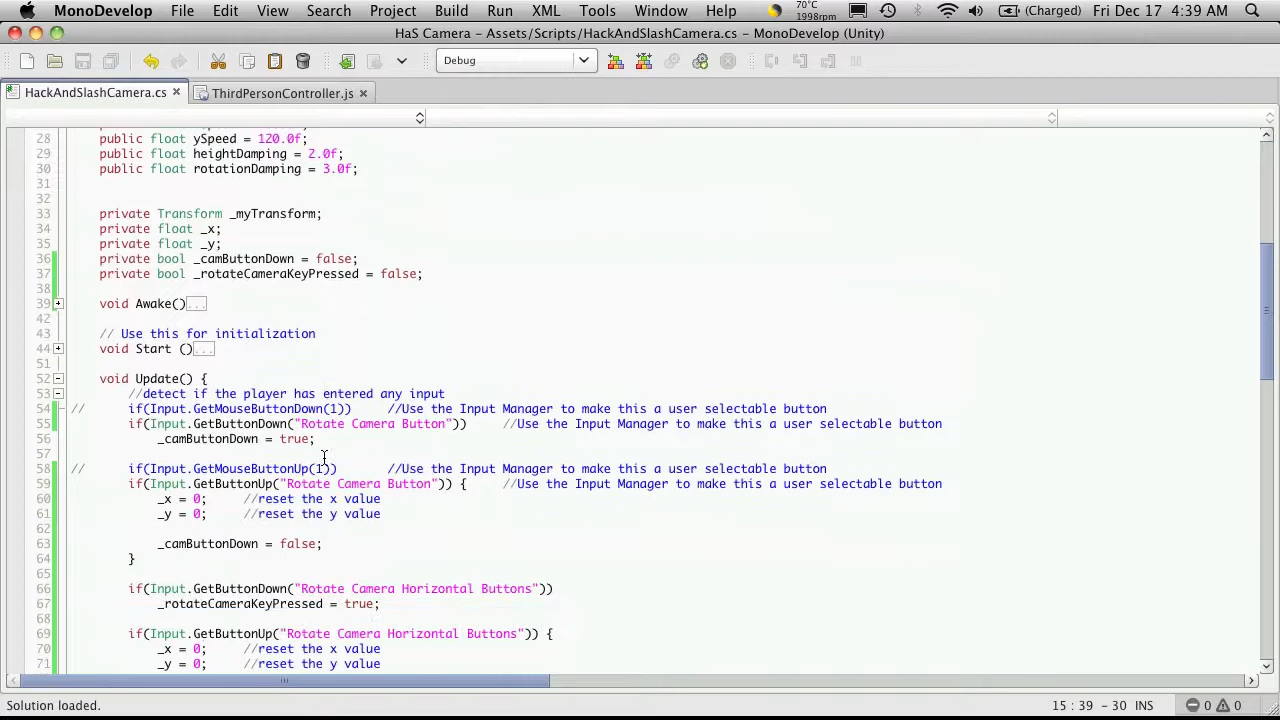 MonoDevelop File Edit View Search Project Build Run XML Tools Window Help 70°C 1998rpm (Charged) Fri Dec 17 4:39 AM
HaS Camera – Assets/Scripts/HackAndSlashCamera.cs – MonoDevelop (Unity)
Debug
HackAndSlashCamera.cs ThirdPersonController.js
28 public float ySpeed = 120.0f;
29 public float heightDamping = 2.0f;
30 public float rotationDamping = 3.0f;
31
32
33 private Transform _myTransform;
34 private float _x;
35 private float _y;
36 private bool _camButtonDown = false;
37 private bool _rotateCameraKeyPressed = false;
38
39 void Awake()...
42
43 // Use this for initialization
44 void Start ()...
51
52 void Update() {
53 //detect if the player has entered any input
54 // if(Input.GetMouseButtonDown(1)) //Use the Input Manager to make this a user selectable button
55 if(Input.GetButtonDown("Rotate Camera Button")) //Use the Input Manager to make this a user selectable button
56 _camButtonDown = true;
57
58 // if(Input.GetMouseButtonUp(1)) //Use the Input Manager to make this a user selectable button
59 if(Input.GetButtonUp("Rotate Camera Button")) { //Use the Input Manager to make this a user selectable button
60 _x = 0; //reset the x value
61 _y = 0; //reset the y value
62
63 _camButtonDown = false;
64 }
65
66 if(Input.GetButtonDown("Rotate Camera Horizontal Buttons"))
67 _rotateCameraKeyPressed = true;
68
69 if(Input.GetButtonUp("Rotate Camera Horizontal Buttons")) {
70 _x = 0; //reset the x value
71 _y = 0; //reset the y value
Solution loaded. 15 : 39 - 30 INS 0 0